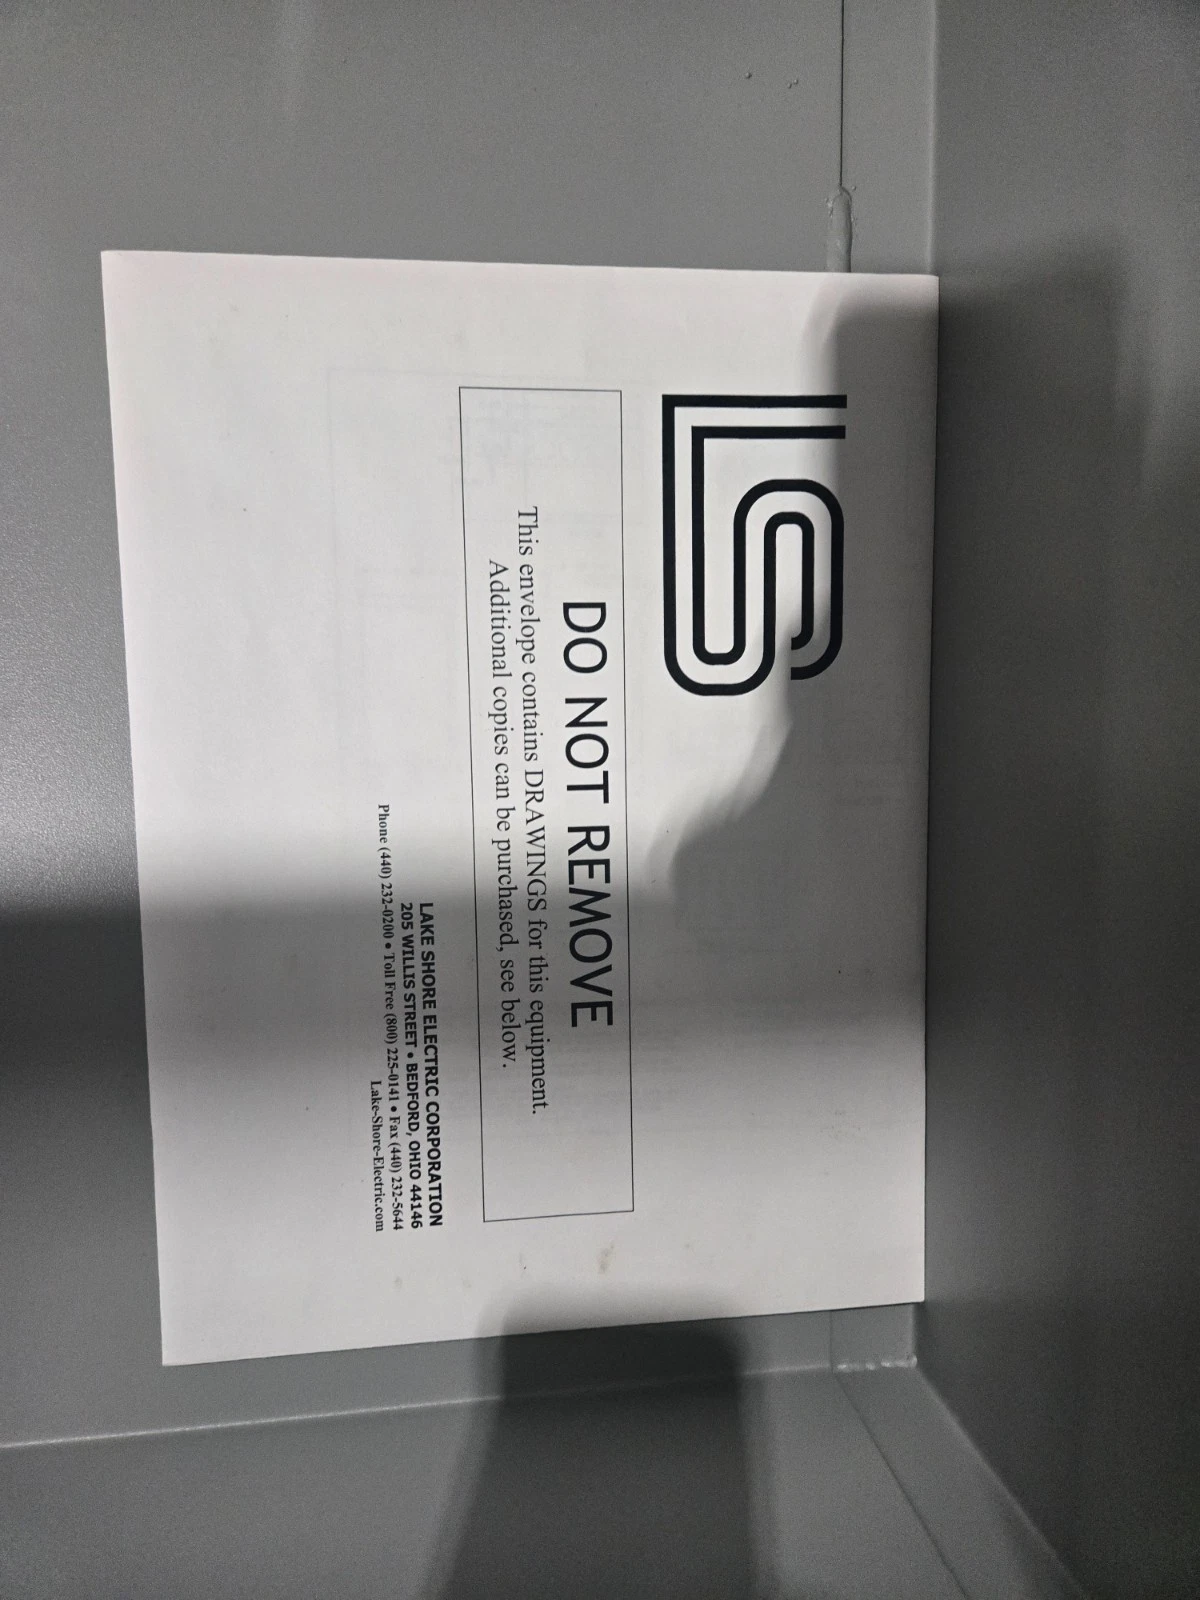 LS
DO NOT REMOVE
This envelope contains DRAWINGS for this equipment.
Additional copies can be purchased, see below.
LAKE SHORE ELECTRIC CORPORATION
205 WILLIS STREET • BEDFORD, OHIO 44146
Phone (440) 232-0200 • Toll Free (800) 225-0141 • Fax (440) 232-5644
Lake-Shore-Electric.com